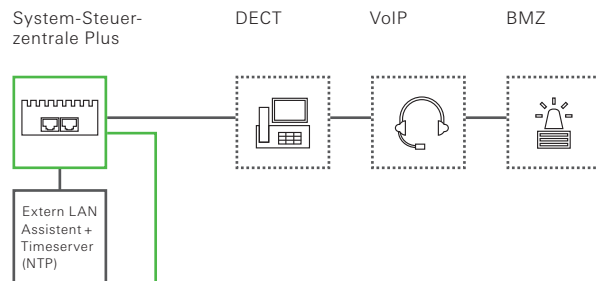 System-Steuer-
zentrale Plus
DECT
VoIP
BMZ
Extern LAN
Assistent +
Timeserver
(NTP)